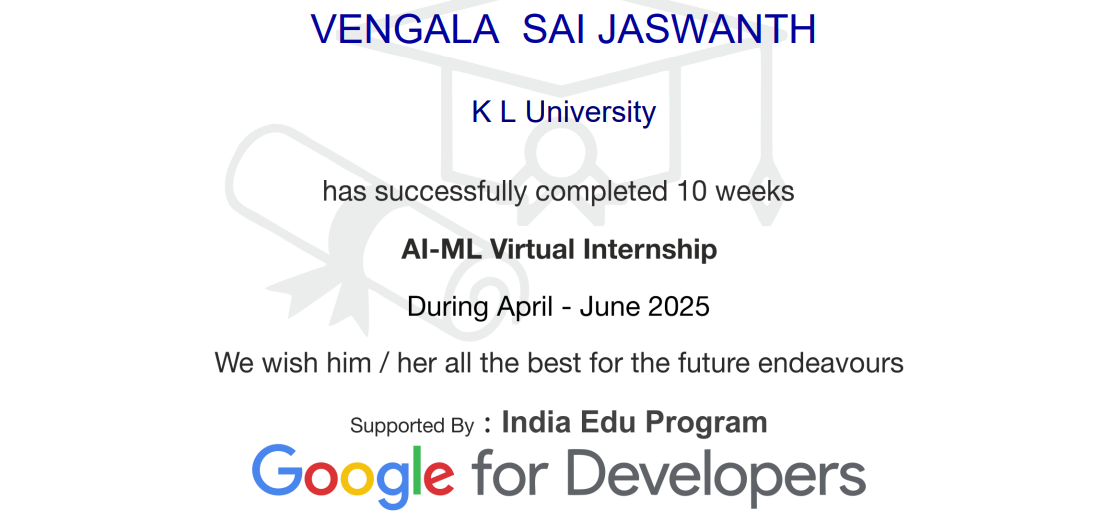 VENGALA  SAI JASWANTH
K L University
has successfully completed 10 weeks
AI-ML Virtual Internship
During April - June 2025
We wish him / her all the best for the future endeavours
Supported By : India Edu Program
Google for Developers